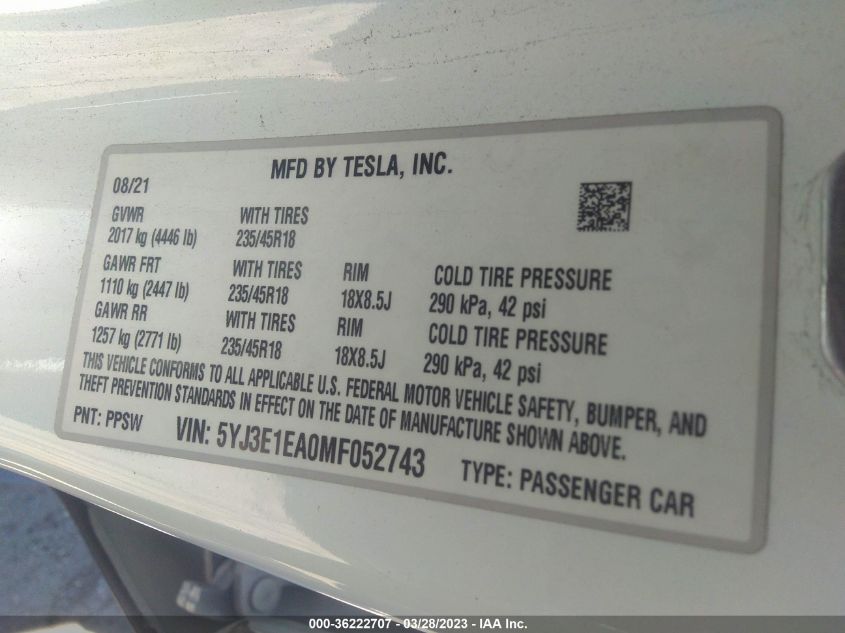 MFD BY TESLA, INC.
08/21
GVWR WITH TIRES
2017 kg (4446 lb) 235/45R18
GAWR FRT WITH TIRES RIM COLD TIRE PRESSURE
1110 kg (2447 lb) 235/45R18 18X8.5J 290 kPa, 42 psi
GAWR RR WITH TIRES RIM COLD TIRE PRESSURE
1257 kg (2771 lb) 235/45R18 18X8.5J 290 kPa, 42 psi
THIS VEHICLE CONFORMS TO ALL APPLICABLE U.S. FEDERAL MOTOR VEHICLE SAFETY, BUMPER, AND
THEFT PREVENTION STANDARDS IN EFFECT ON THE DATE OF MANUFACTURE SHOWN ABOVE.
PNT: PPSW VIN: 5YJ3E1EA0MF052743 TYPE: PASSENGER CAR
000-36222707 - 03/28/2023 - IAA Inc.